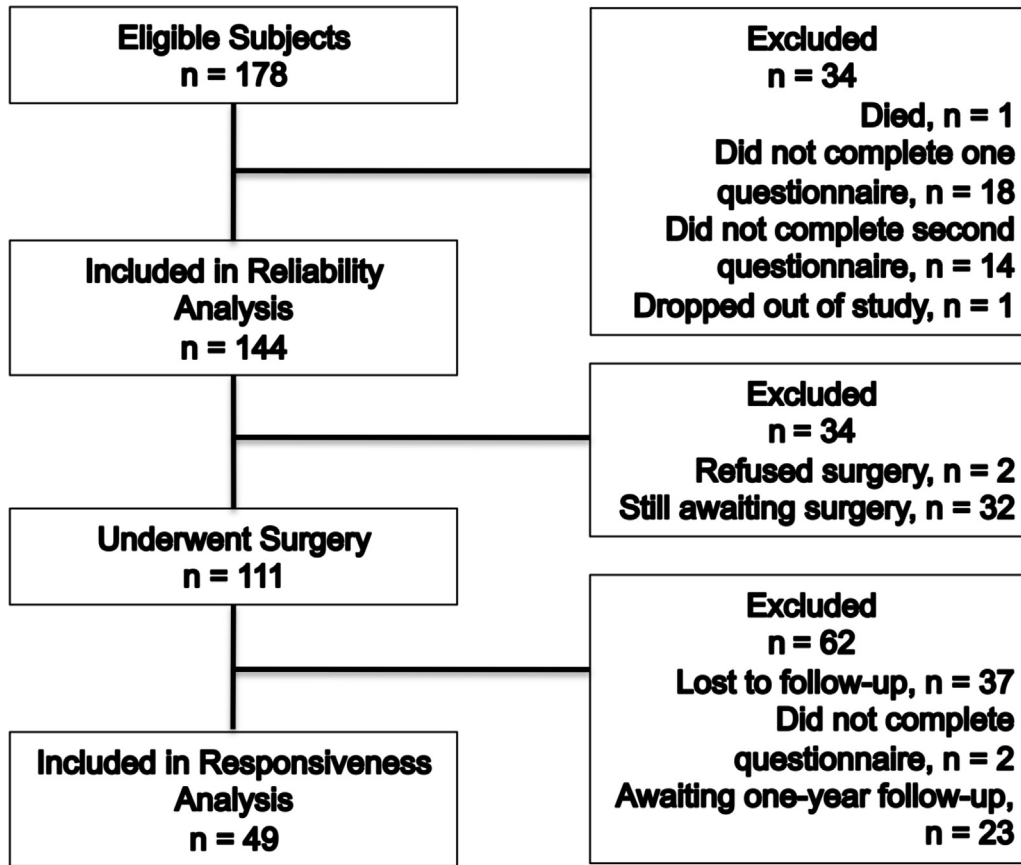 Eligible Subjects
n = 178
Excluded
n = 34
Died, n = 1
Did not complete one
questionnaire, n = 18
Did not complete second
questionnaire, n = 14
Dropped out of study, n = 1
Included in Reliability
Analysis
n = 144
Excluded
n = 34
Refused surgery, n = 2
Still awaiting surgery, n = 32
Underwent Surgery
n = 111
Excluded
n = 62
Lost to follow-up, n = 37
Did not complete
questionnaire, n = 2
Awaiting one-year follow-up,
n = 23
Included in Responsiveness
Analysis
n = 49